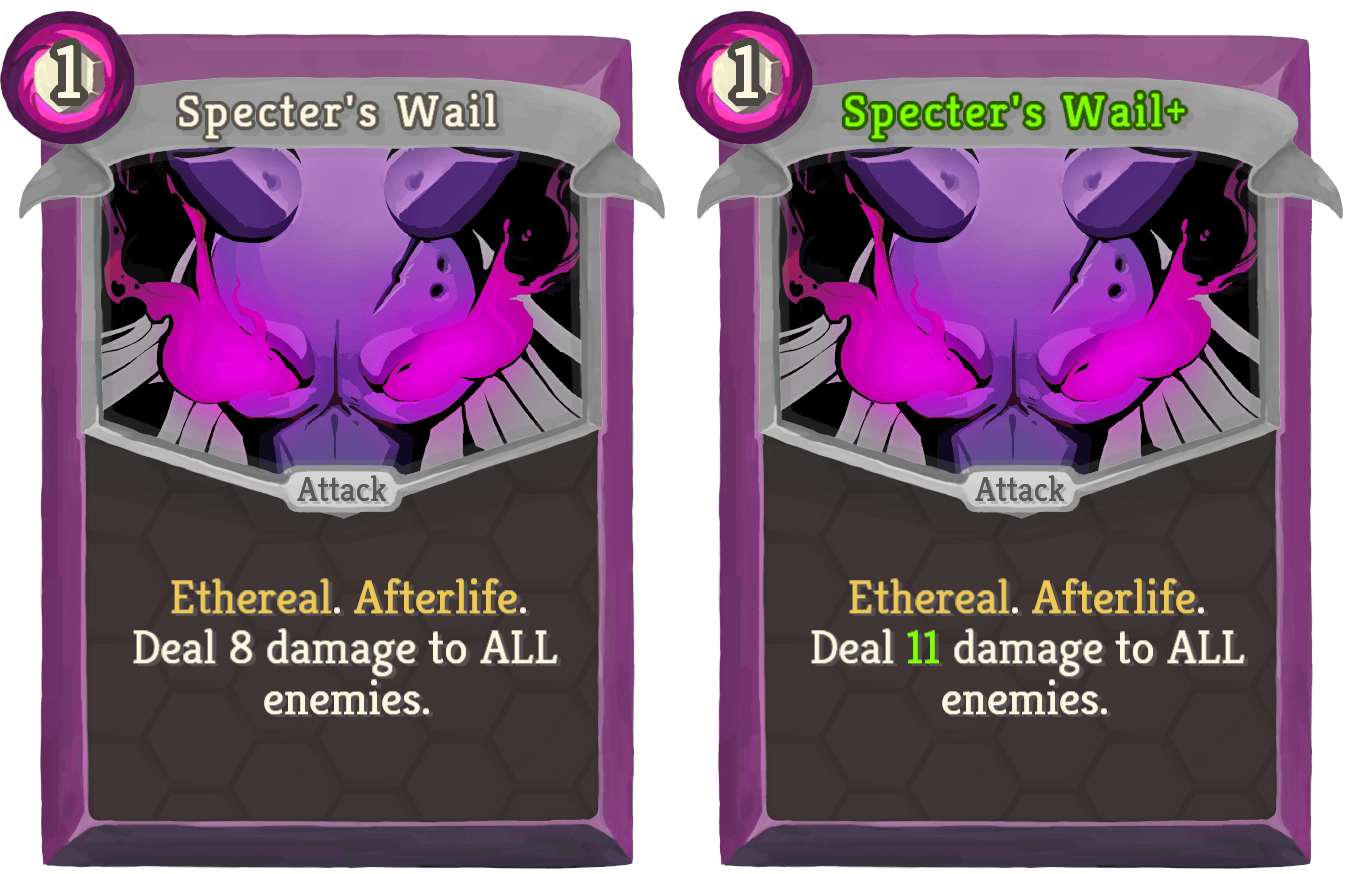 1
Specter's Wail
Attack
Ethereal. Afterlife.
Deal 8 damage to ALL
enemies.
1
Specter's Wail+
Attack
Ethereal. Afterlife.
Deal 11 damage to ALL
enemies.